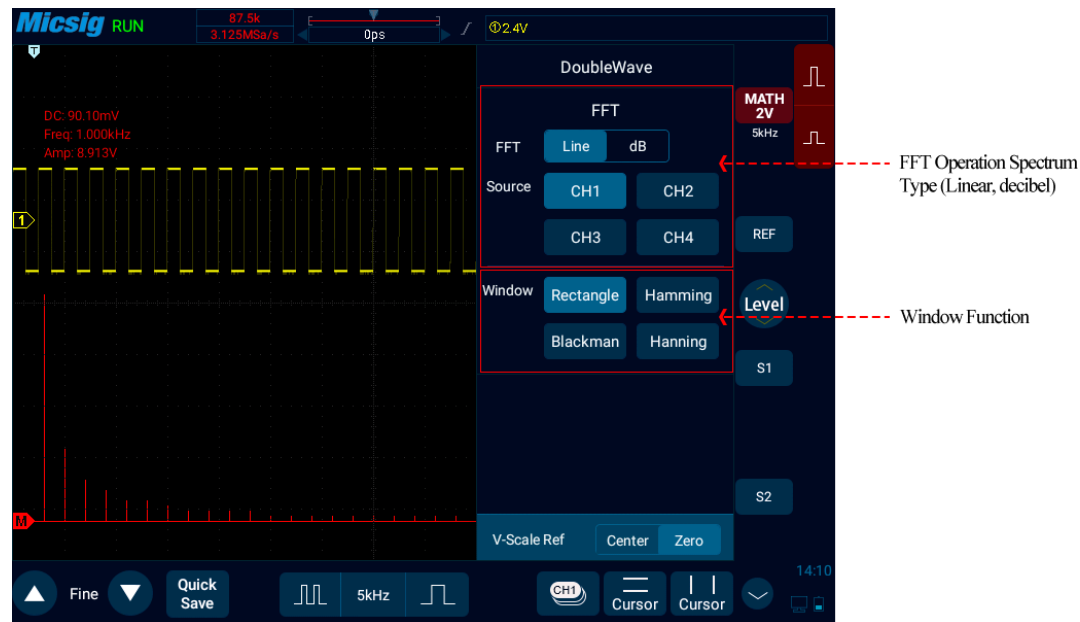 Micsig RUN
87.5k
3.125MSa/s
0ps
①2.4V
T
DoubleWave
DC: 90.10mV
Freq: 1.000kHz
Amp: 8.913V
FFT
MATH
2V
5kHz
FFT Line dB
FFT Operation Spectrum
Type (Linear, decibel)
Source CH1 CH2
1
CH3 CH4
REF
Window Rectangle Hamming
Level
Window Function
Blackman Hanning
S1
S2
M
V-Scale Ref Center Zero
14:10
Fine
Quick
Save
5kHz
CH1
Cursor
Cursor